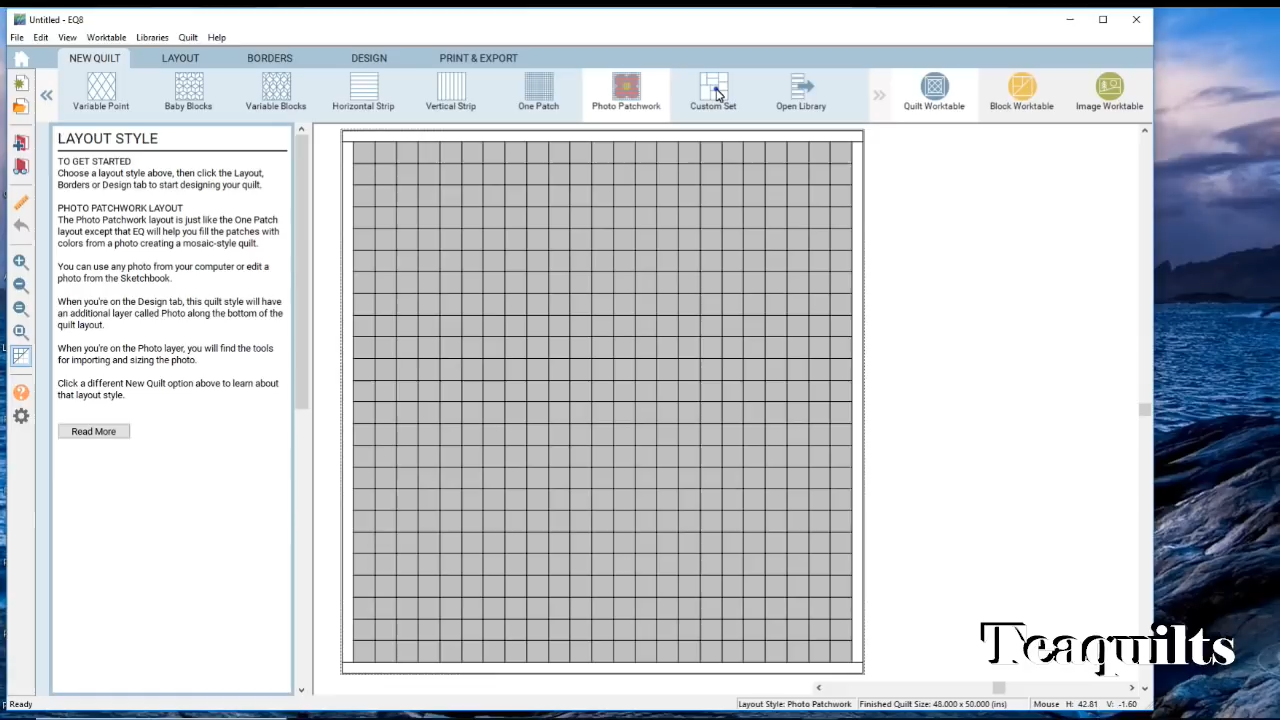 Untitled - EQ8
File Edit View Worktable Libraries Quilt Help
NEW QUILT LAYOUT BORDERS DESIGN PRINT & EXPORT
Variable Point Baby Blocks Variable Blocks Horizontal Strip Vertical Strip One Patch Photo Patchwork Custom Set Open Library Quilt Worktable Block Worktable Image Worktable
LAYOUT STYLE
TO GET STARTED
Choose a layout style above, then click the Layout,
Borders or Design tab to start designing your quilt.
PHOTO PATCHWORK LAYOUT
The Photo Patchwork layout is just like the One Patch
layout except that EQ will help you fill the patches with
colors from a photo creating a mosaic-style quilt.
You can use any photo from your computer or edit a
photo from the Sketchbook.
When you're on the Design tab, this quilt style will have
an additional layer called Photo along the bottom of the
quilt layout.
When you're on the Photo layer, you will find the tools
for importing and sizing the photo.
Click a different New Quilt option above to learn about
that layout style.
Read More
Teaquilts
Ready Layout Style: Photo Patchwork Finished Quilt Size: 48.000 x 50.000 (ins) Mouse H: 42.81 V: -1.60